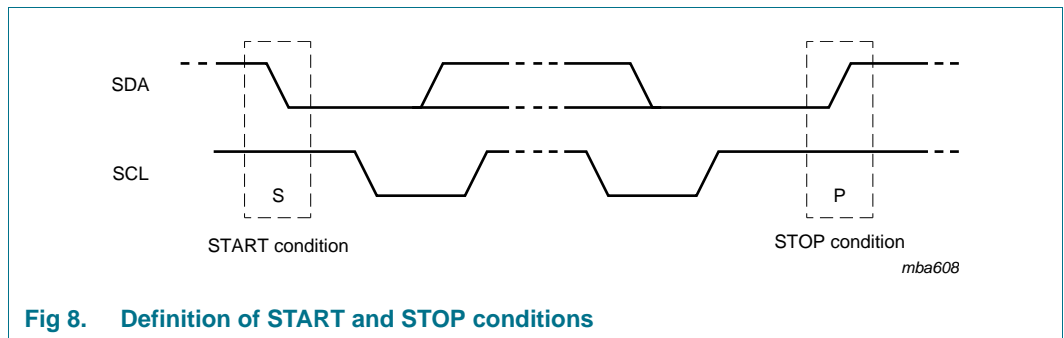 SDA
SCL
S
P
START condition
STOP condition
mba608
Fig 8. Definition of START and STOP conditions